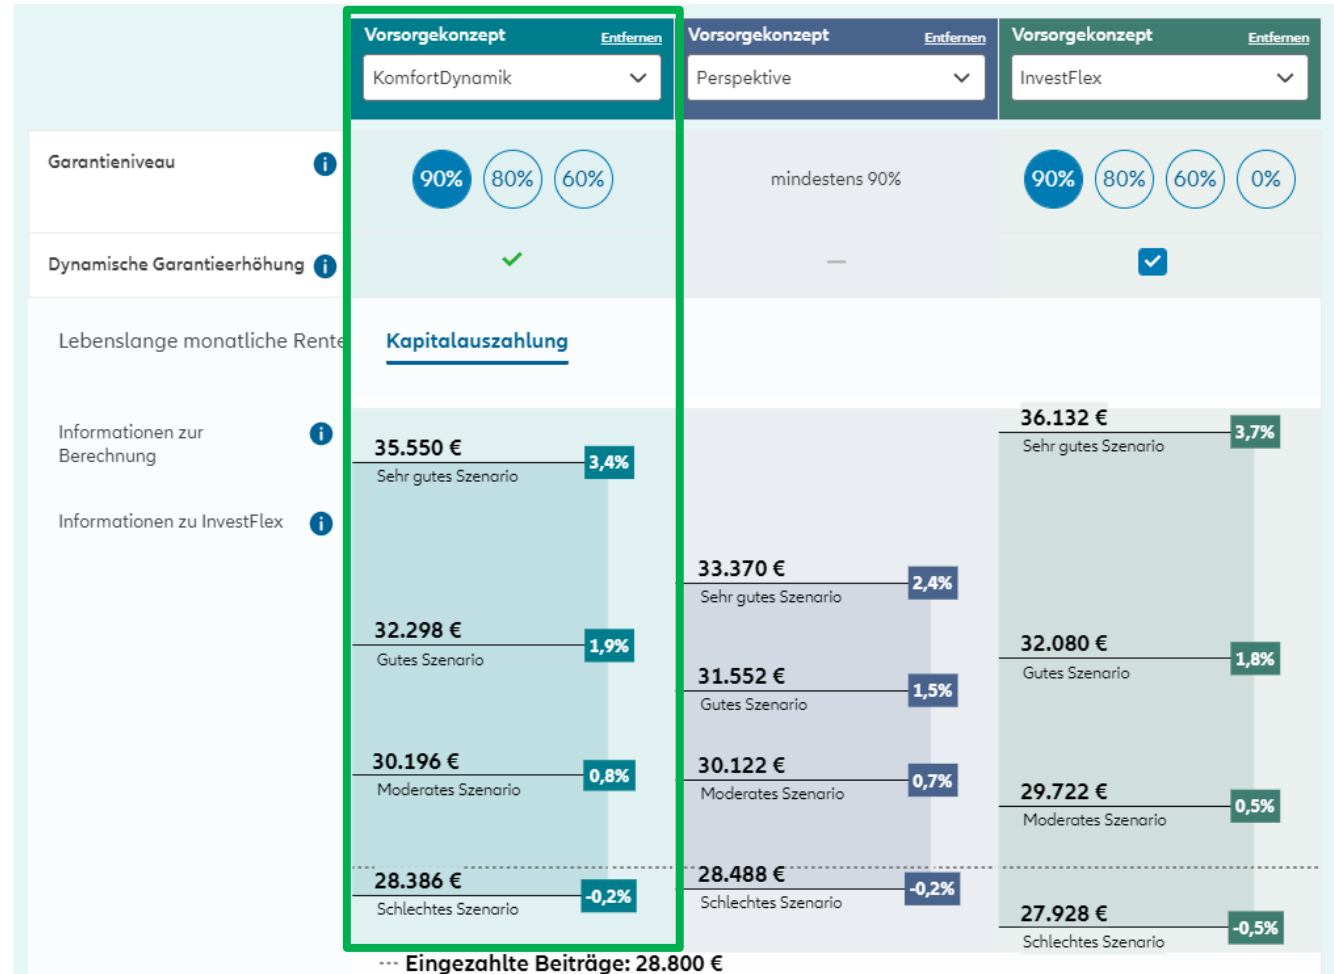 Vorsorgekonzept Entfernen Vorsorgekonzept Entfernen Vorsorgekonzept Entfernen
KomfortDynamik Perspektive InvestFlex
Garantieniveau i 90% 80% 60% mindestens 90% 90% 80% 60% 0%
Dynamische Garantieerhöhung i —
Lebenslange monatliche Rente Kapitalauszahlung
Informationen zur
Berechnung
i
Informationen zu InvestFlex i
35.550 €
3,4%
Sehr gutes Szenario
32.298 €
1,9%
Gutes Szenario
30.196 €
0,8%
Moderates Szenario
28.386 €
-0,2%
Schlechtes Szenario
33.370 €
2,4%
Sehr gutes Szenario
31.552 €
1,5%
Gutes Szenario
30.122 €
0,7%
Moderates Szenario
28.488 €
-0,2%
Schlechtes Szenario
36.132 €
3,7%
Sehr gutes Szenario
32.080 €
1,8%
Gutes Szenario
29.722 €
0,5%
Moderates Szenario
27.928 €
-0,5%
Schlechtes Szenario
··· Eingezahlte Beiträge: 28.800 €